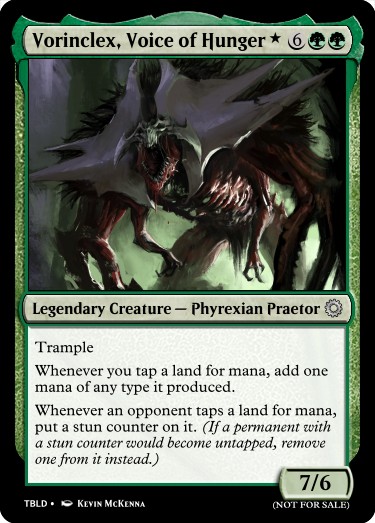 Vorinclex, Voice of Hunger ★ 6
Legendary Creature — Phyrexian Praetor
Trample
Whenever you tap a land for mana, add one
mana of any type it produced.
Whenever an opponent taps a land for mana,
put a stun counter on it. (If a permanent with
a stun counter would become untapped, remove
one from it instead.)
7/6
TBLD • Kevin McKenna
(NOT FOR SALE)